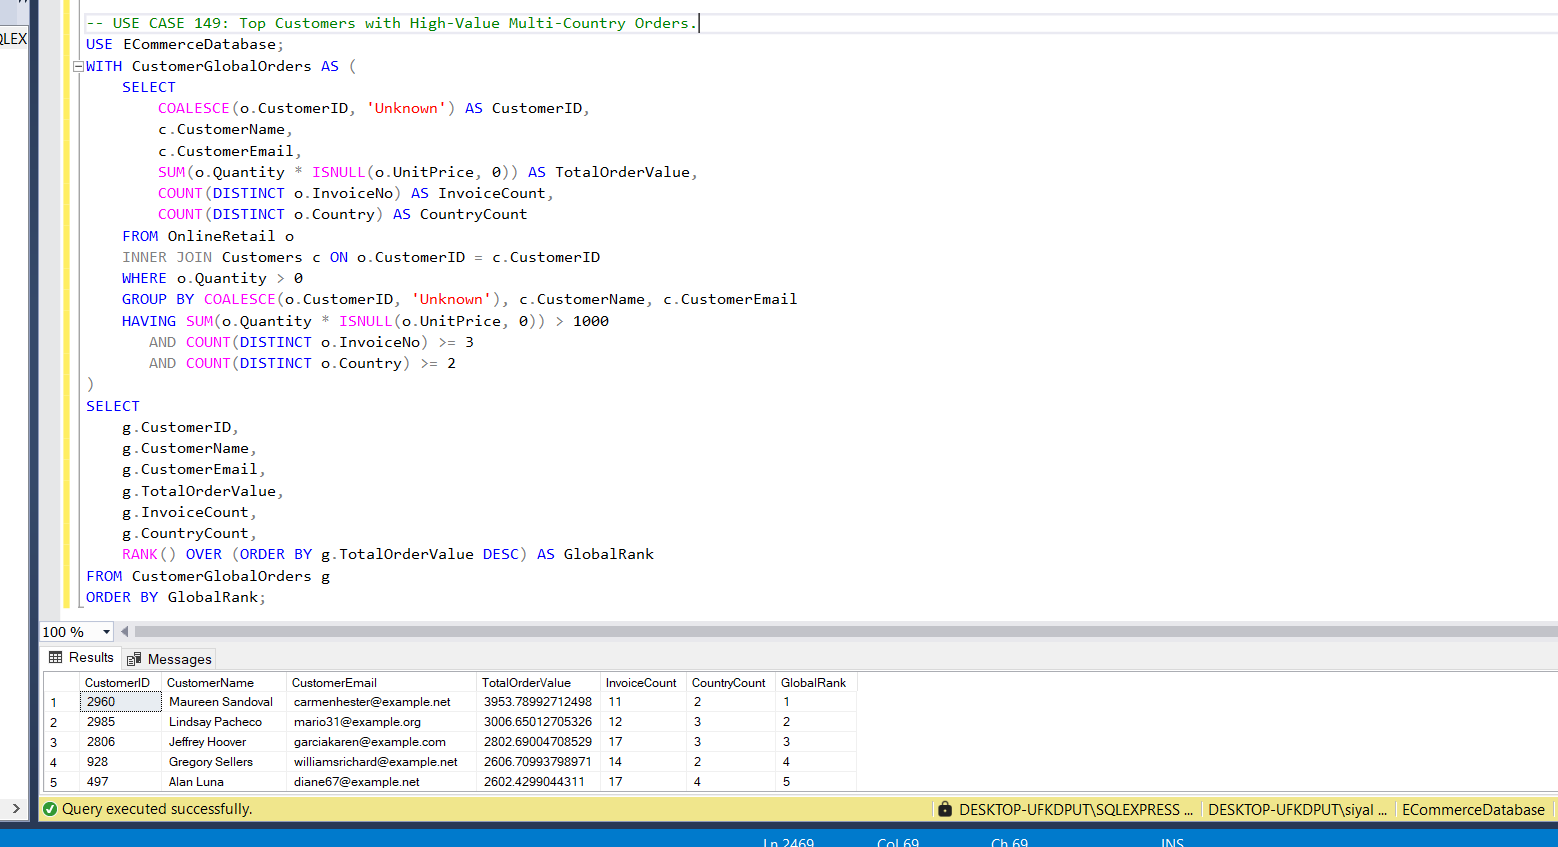 QLEX
-- USE CASE 149: Top Customers with High-Value Multi-Country Orders.
USE ECommerceDatabase;
WITH CustomerGlobalOrders AS (
    SELECT
        COALESCE(o.CustomerID, 'Unknown') AS CustomerID,
        c.CustomerName,
        c.CustomerEmail,
        SUM(o.Quantity * ISNULL(o.UnitPrice, 0)) AS TotalOrderValue,
        COUNT(DISTINCT o.InvoiceNo) AS InvoiceCount,
        COUNT(DISTINCT o.Country) AS CountryCount
    FROM OnlineRetail o
    INNER JOIN Customers c ON o.CustomerID = c.CustomerID
    WHERE o.Quantity > 0
    GROUP BY COALESCE(o.CustomerID, 'Unknown'), c.CustomerName, c.CustomerEmail
    HAVING SUM(o.Quantity * ISNULL(o.UnitPrice, 0)) > 1000
       AND COUNT(DISTINCT o.InvoiceNo) >= 3
       AND COUNT(DISTINCT o.Country) >= 2
)
SELECT
    g.CustomerID,
    g.CustomerName,
    g.CustomerEmail,
    g.TotalOrderValue,
    g.InvoiceCount,
    g.CountryCount,
    RANK() OVER (ORDER BY g.TotalOrderValue DESC) AS GlobalRank
FROM CustomerGlobalOrders g
ORDER BY GlobalRank;
100 %
Results Messages
CustomerID CustomerName CustomerEmail TotalOrderValue InvoiceCount CountryCount GlobalRank
1 2960 Maureen Sandoval carmenhester@example.net 3953.78992712498 11 2 1
2 2985 Lindsay Pacheco mario31@example.org 3006.65012705326 12 3 2
3 2806 Jeffrey Hoover garciakaren@example.com 2802.69004708529 17 3 3
4 928 Gregory Sellers williamsrichard@example.net 2606.70993798971 14 2 4
5 497 Alan Luna diane67@example.net 2602.4299044311 17 4 5
Query executed successfully. DESKTOP-UFKDPUT\SQLEXPRESS ... DESKTOP-UFKDPUT\siyal ... ECommerceDatabase
Ln 2469 Col 69 Ch 69 INS